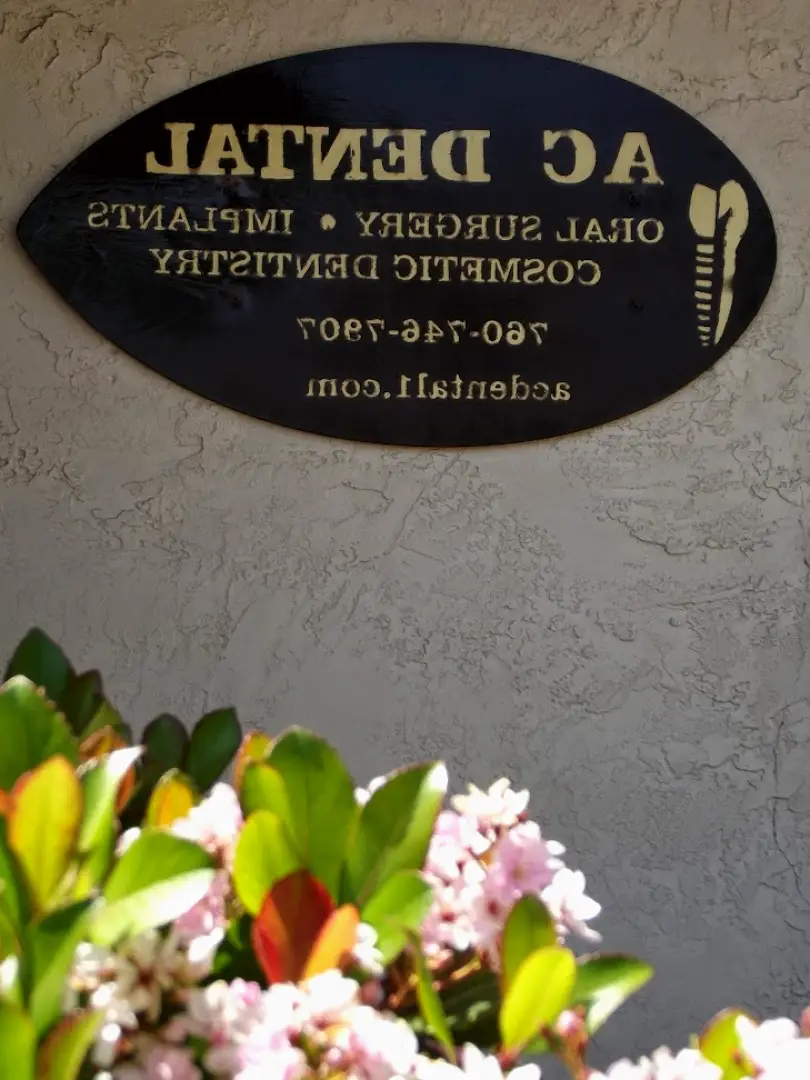 AC DENTAL
ORAL SURGERY • IMPLANTS
COSMETIC DENTISTRY
760-746-7907
acdental1.com